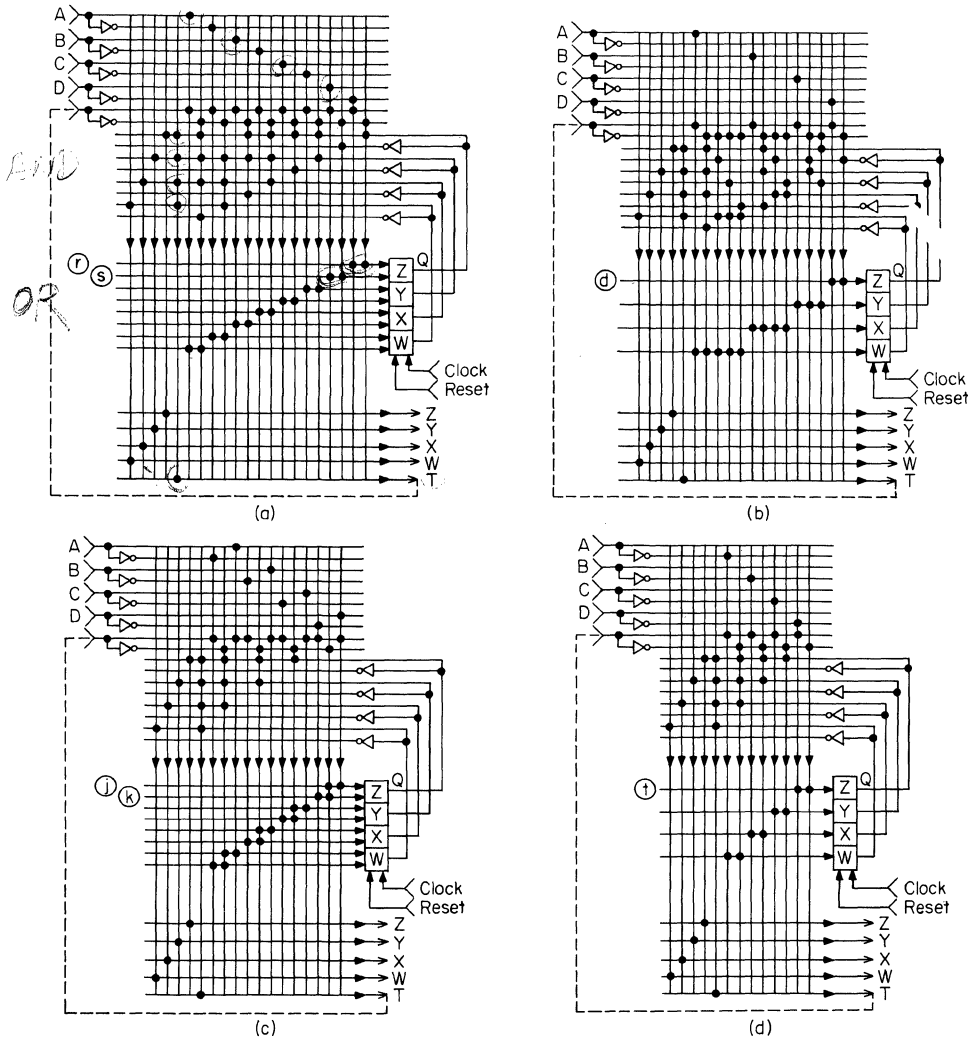 A
B
C
D
AND
r
s
OR
Q
Z
Y
X
W
Clock
Reset
Z
Y
X
W
T
(a)
A
B
C
D
d
Q
Z
Y
X
W
Clock
Reset
Z
Y
X
W
T
(b)
A
B
C
D
j
k
Q
Z
Y
X
W
Clock
Reset
Z
Y
X
W
T
(c)
A
B
C
D
t
Q
Z
Y
X
W
Clock
Reset
Z
Y
X
W
T
(d)